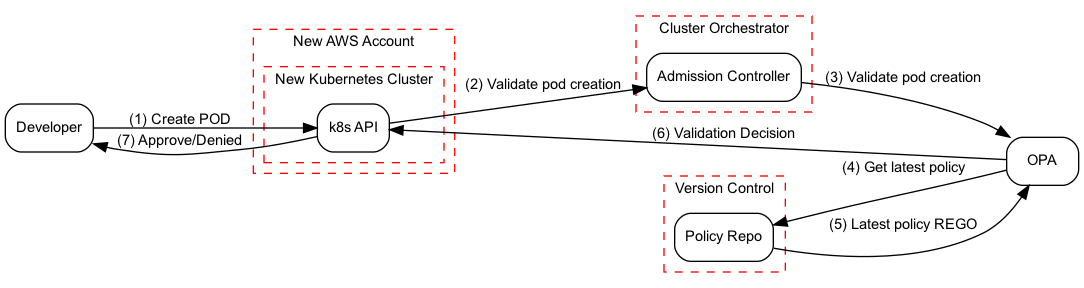 Cluster Orchestrator
New AWS Account
New Kubernetes Cluster
Admission Controller
(2) Validate pod creation
(3) Validate pod creation
Developer
(1) Create POD
k8s API
(7) Approve/Denied
(6) Validation Decision
OPA
(4) Get latest policy
Version Control
Policy Repo
(5) Latest policy REGO